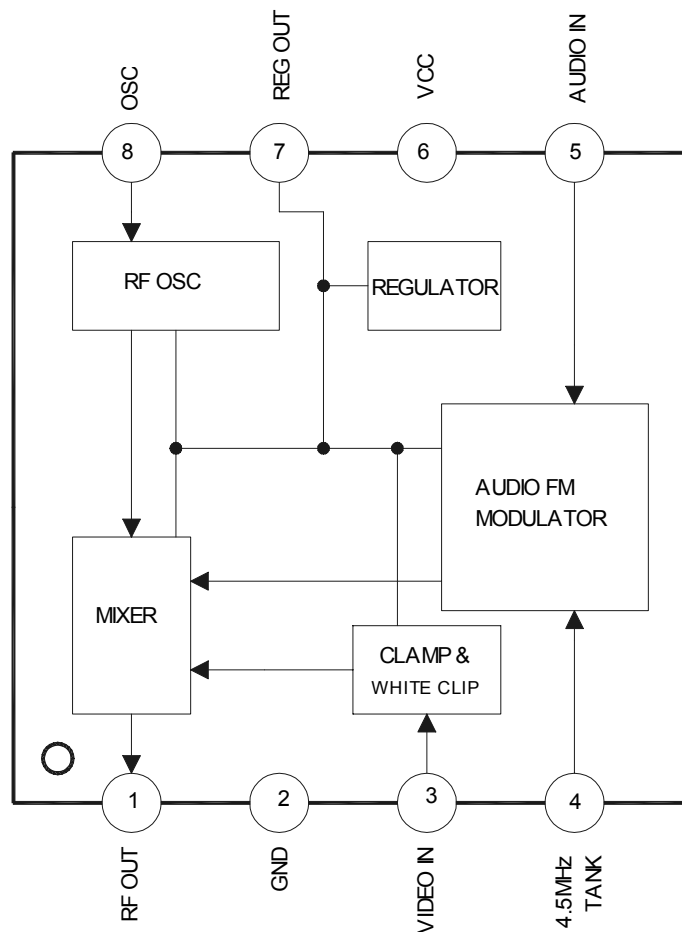 OSC
REG OUT
VCC
AUDIO IN
8
7
6
5
RF OSC
REGULATOR
AUDIO FM
MODULATOR
MIXER
CLAMP &
WHITE CLIP
1
2
3
4
RF OUT
GND
VIDEO IN
4.5MHz
TANK